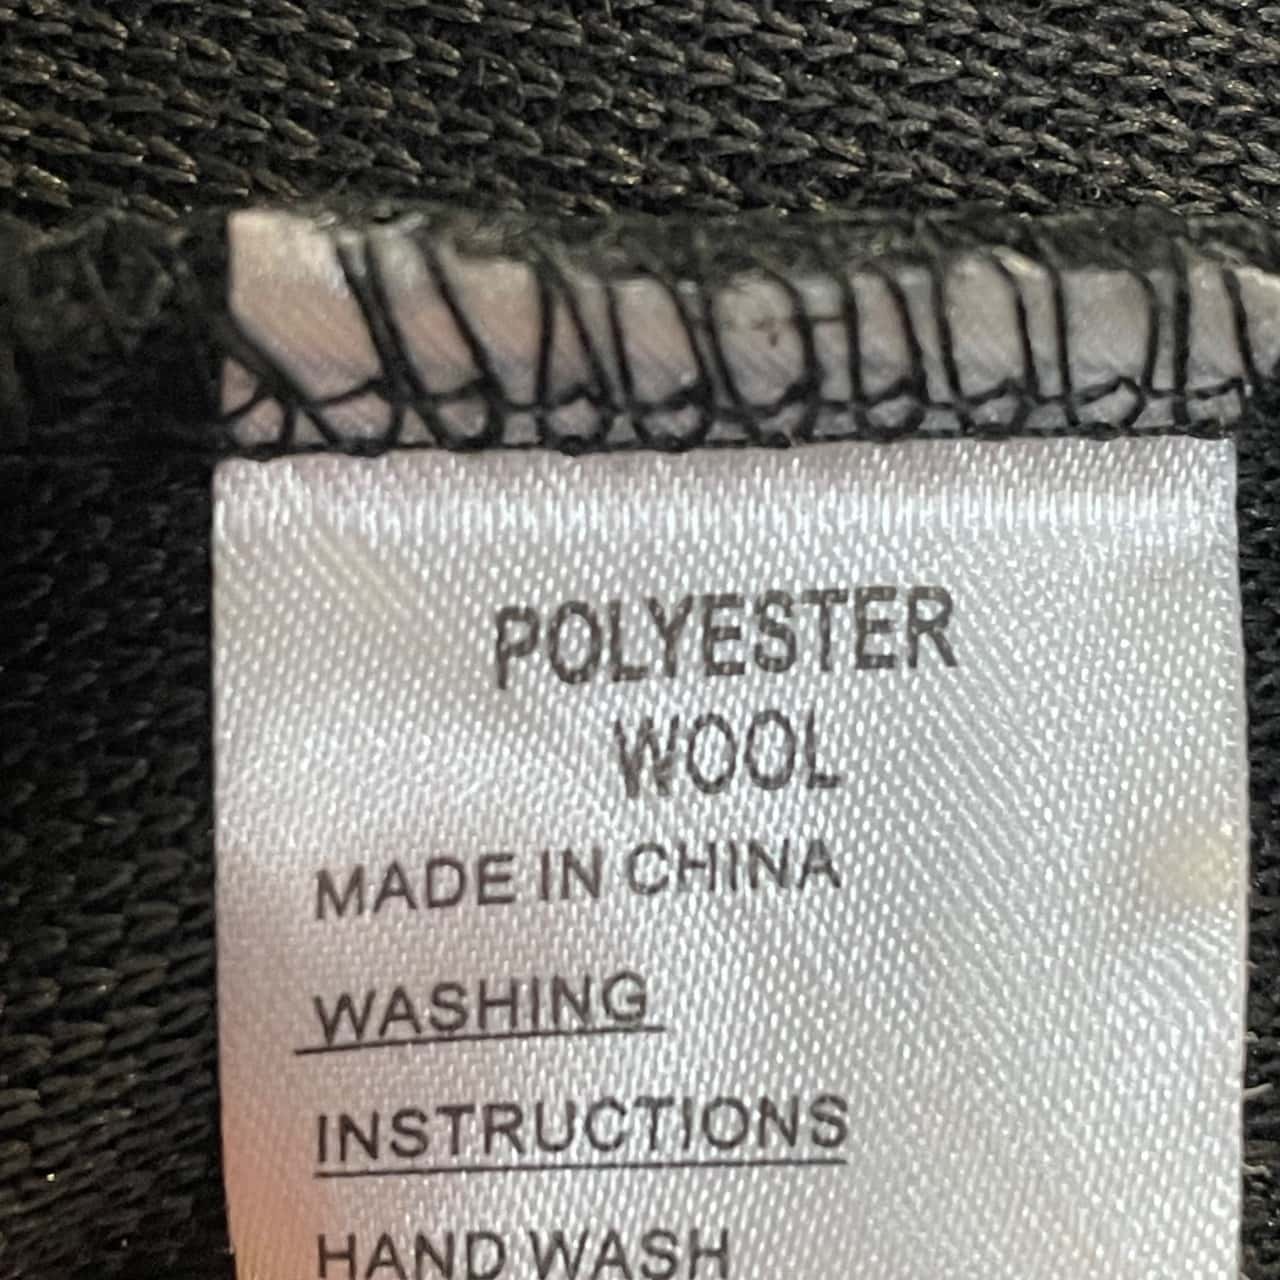 POLYESTER
WOOL
MADE IN CHINA
WASHING
INSTRUCTIONS
HAND WASH